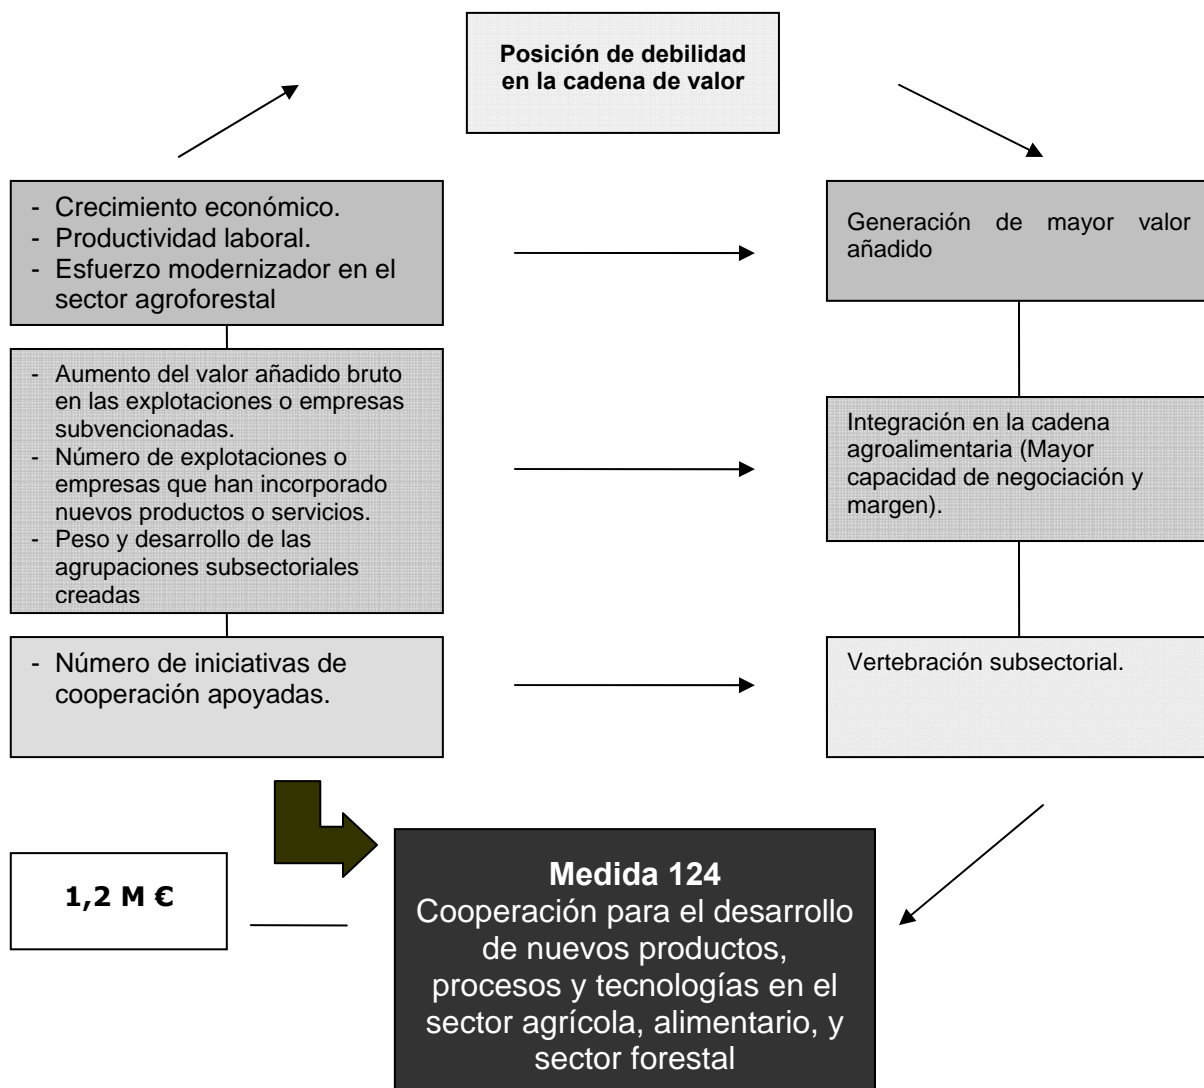 Posición de debilidad
en la cadena de valor
- Crecimiento económico.
- Productividad laboral.
- Esfuerzo modernizador en el
sector agroforestal
Generación de mayor valor
añadido
- Aumento del valor añadido bruto
en las explotaciones o empresas
subvencionadas.
- Número de explotaciones o
empresas que han incorporado
nuevos productos o servicios.
- Peso y desarrollo de las
agrupaciones subsectoriales
creadas
Integración en la cadena
agroalimentaria (Mayor
capacidad de negociación y
margen).
- Número de iniciativas de
cooperación apoyadas.
Vertebración subsectorial.
1,2 M €
Medida 124
Cooperación para el desarrollo
de nuevos productos,
procesos y tecnologías en el
sector agrícola, alimentario, y
sector forestal